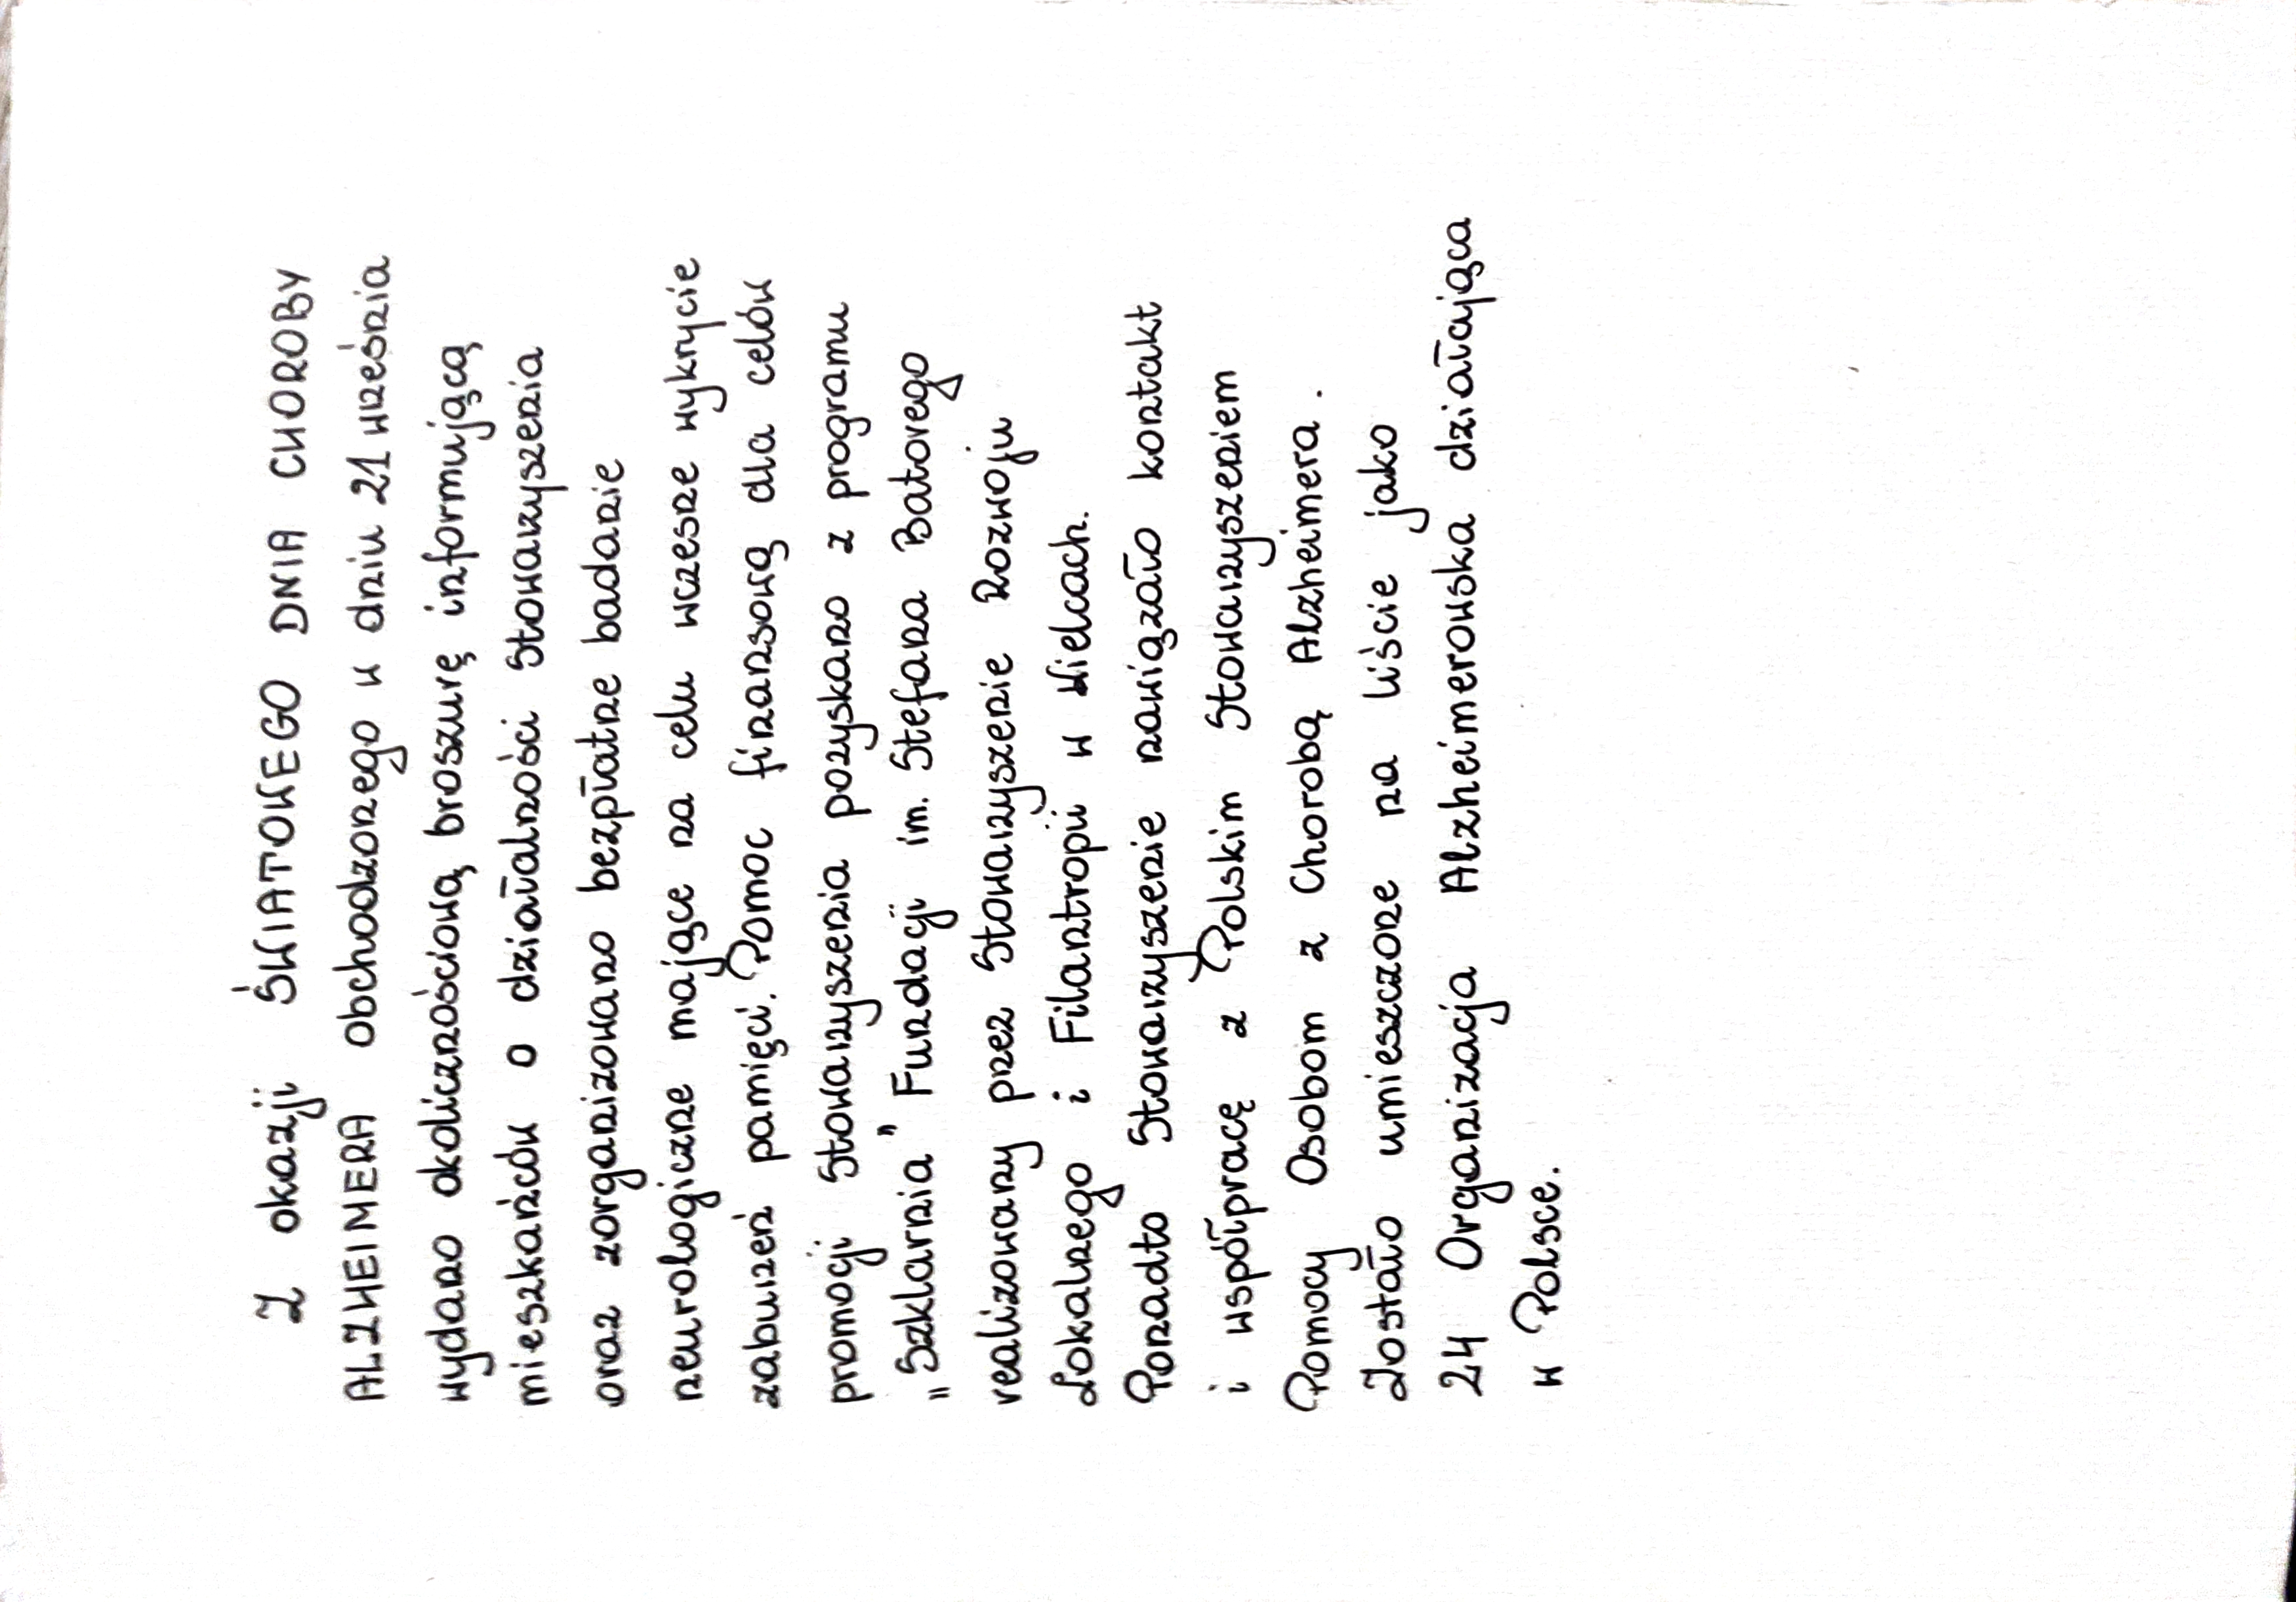 Z okazji ŚWIATOWEGO DNIA CHOROBY
ALZHEIMERA obchodzonego w dniu 21 września
wydano okolicznościową broszurę informującą
mieszkańców o działalności Stowarzyszenia
oraz zorganizowano bezpłatne badanie
neurologiczne mające na celu wczesne wykrycie
zaburzeń pamięci. Pomoc finansową dla celów
promocji Stowarzyszenia pozyskano z programu
„Szklarnia” Fundacji im. Stefana Batorego
realizowany przez Stowarzyszenie Rozwoju
Lokalnego i Filantropii w Kielcach.
Ponadto Stowarzyszenie nawiązało kontakt
i współpracę z Polskim Stowarzyszeniem
Pomocy Osobom z Chorobą Alzheimera.
Zostało umieszczone na liście jako
24 Organizacja Alzheimerowska działająca
w Polsce.